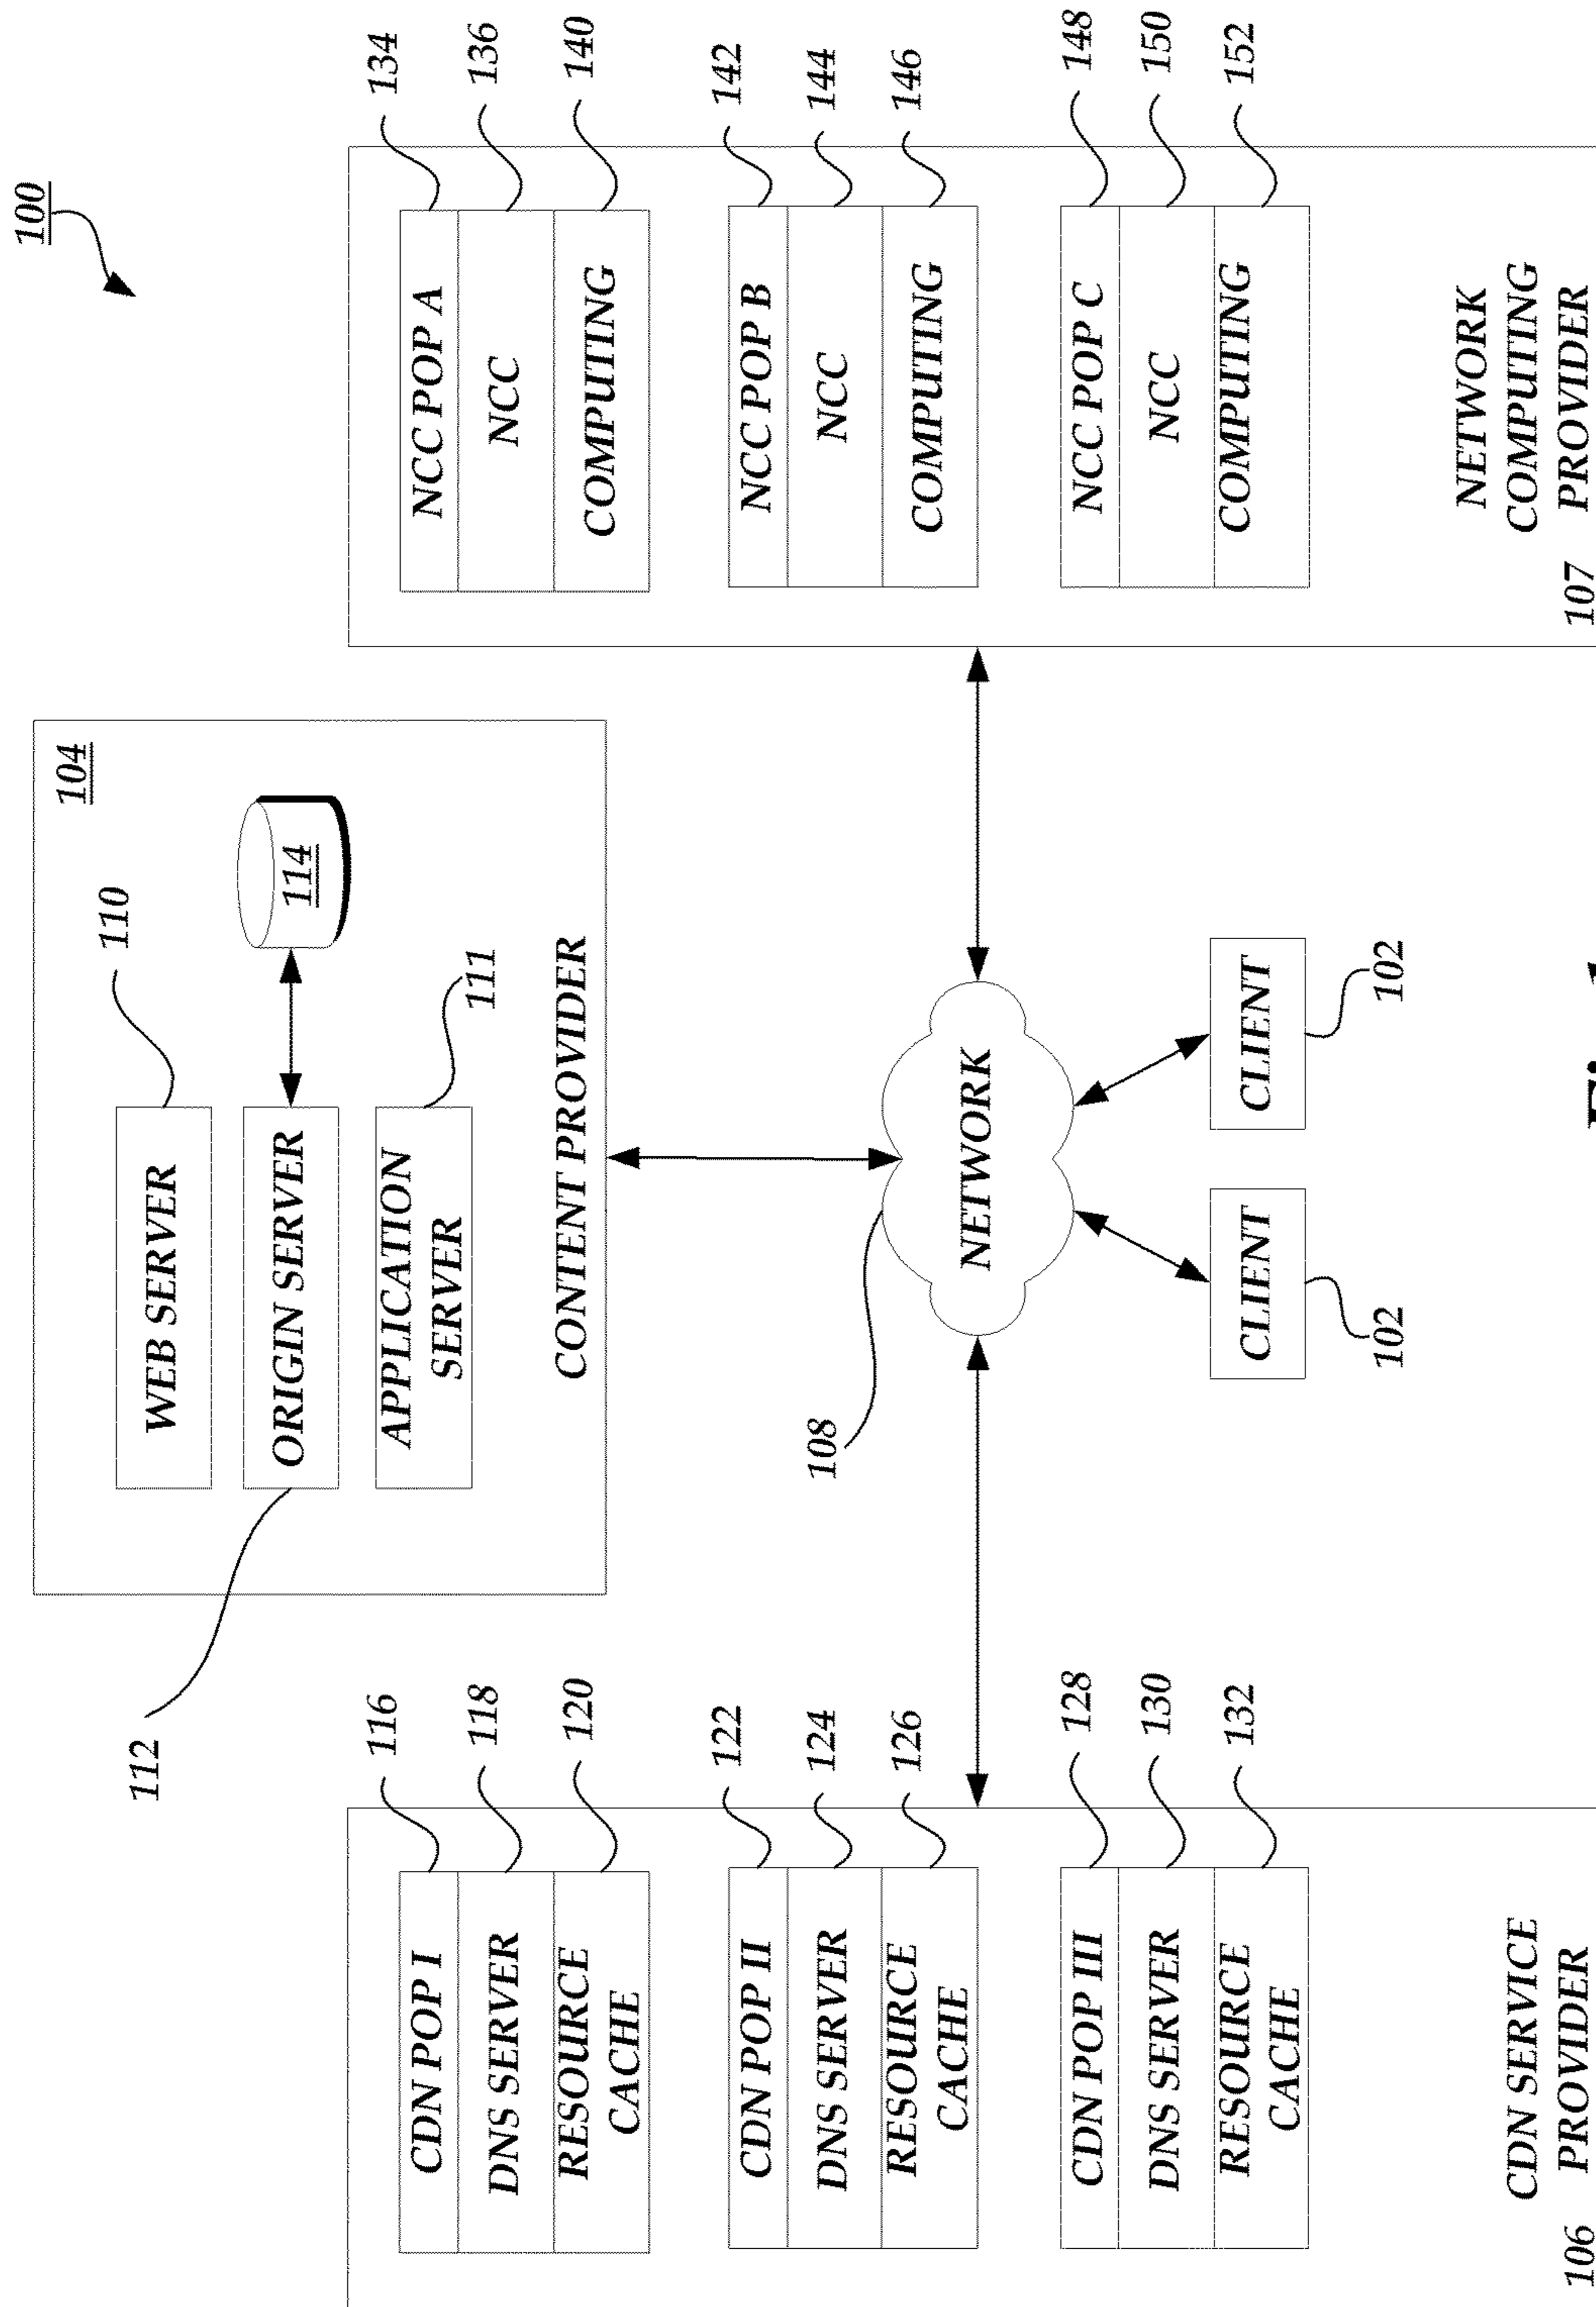 100
104
110
WEB SERVER
ORIGIN SERVER
114
112
APPLICATION
SERVER
111
CONTENT PROVIDER
CDN POP I
116
DNS SERVER
118
RESOURCE
CACHE
120
CDN POP II
122
DNS SERVER
124
RESOURCE
CACHE
126
CDN POP III
128
DNS SERVER
130
RESOURCE
CACHE
132
CDN SERVICE
PROVIDER
106
108
NETWORK
CLIENT
102
CLIENT
102
NCC POP A
134
NCC
136
COMPUTING
140
NCC POP B
142
NCC
144
COMPUTING
146
NCC POP C
148
NCC
150
COMPUTING
152
NETWORK
COMPUTING
PROVIDER
107